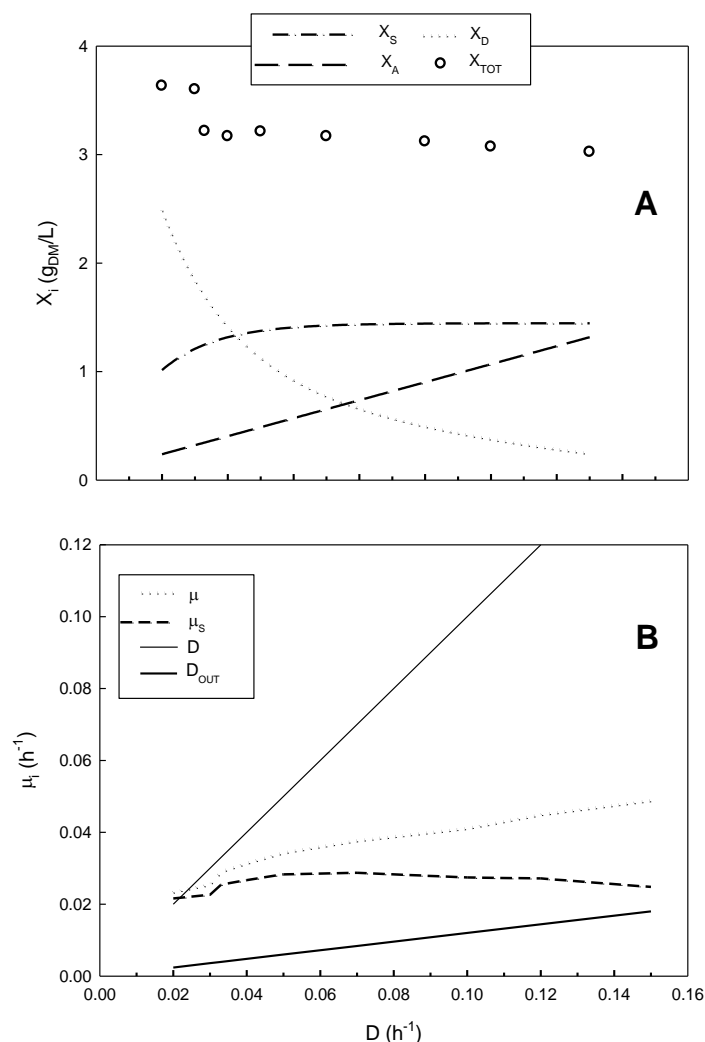 X_S X_D
X_A X_TOT
4
3
2
1
0
X_i (g_DM/L)
A
0.12
0.10
0.08
0.06
0.04
0.02
0.00
μ_i (h⁻¹)
μ
μ_S
D
D_OUT
B
0.00 0.02 0.04 0.06 0.08 0.10 0.12 0.14 0.16
D (h⁻¹)